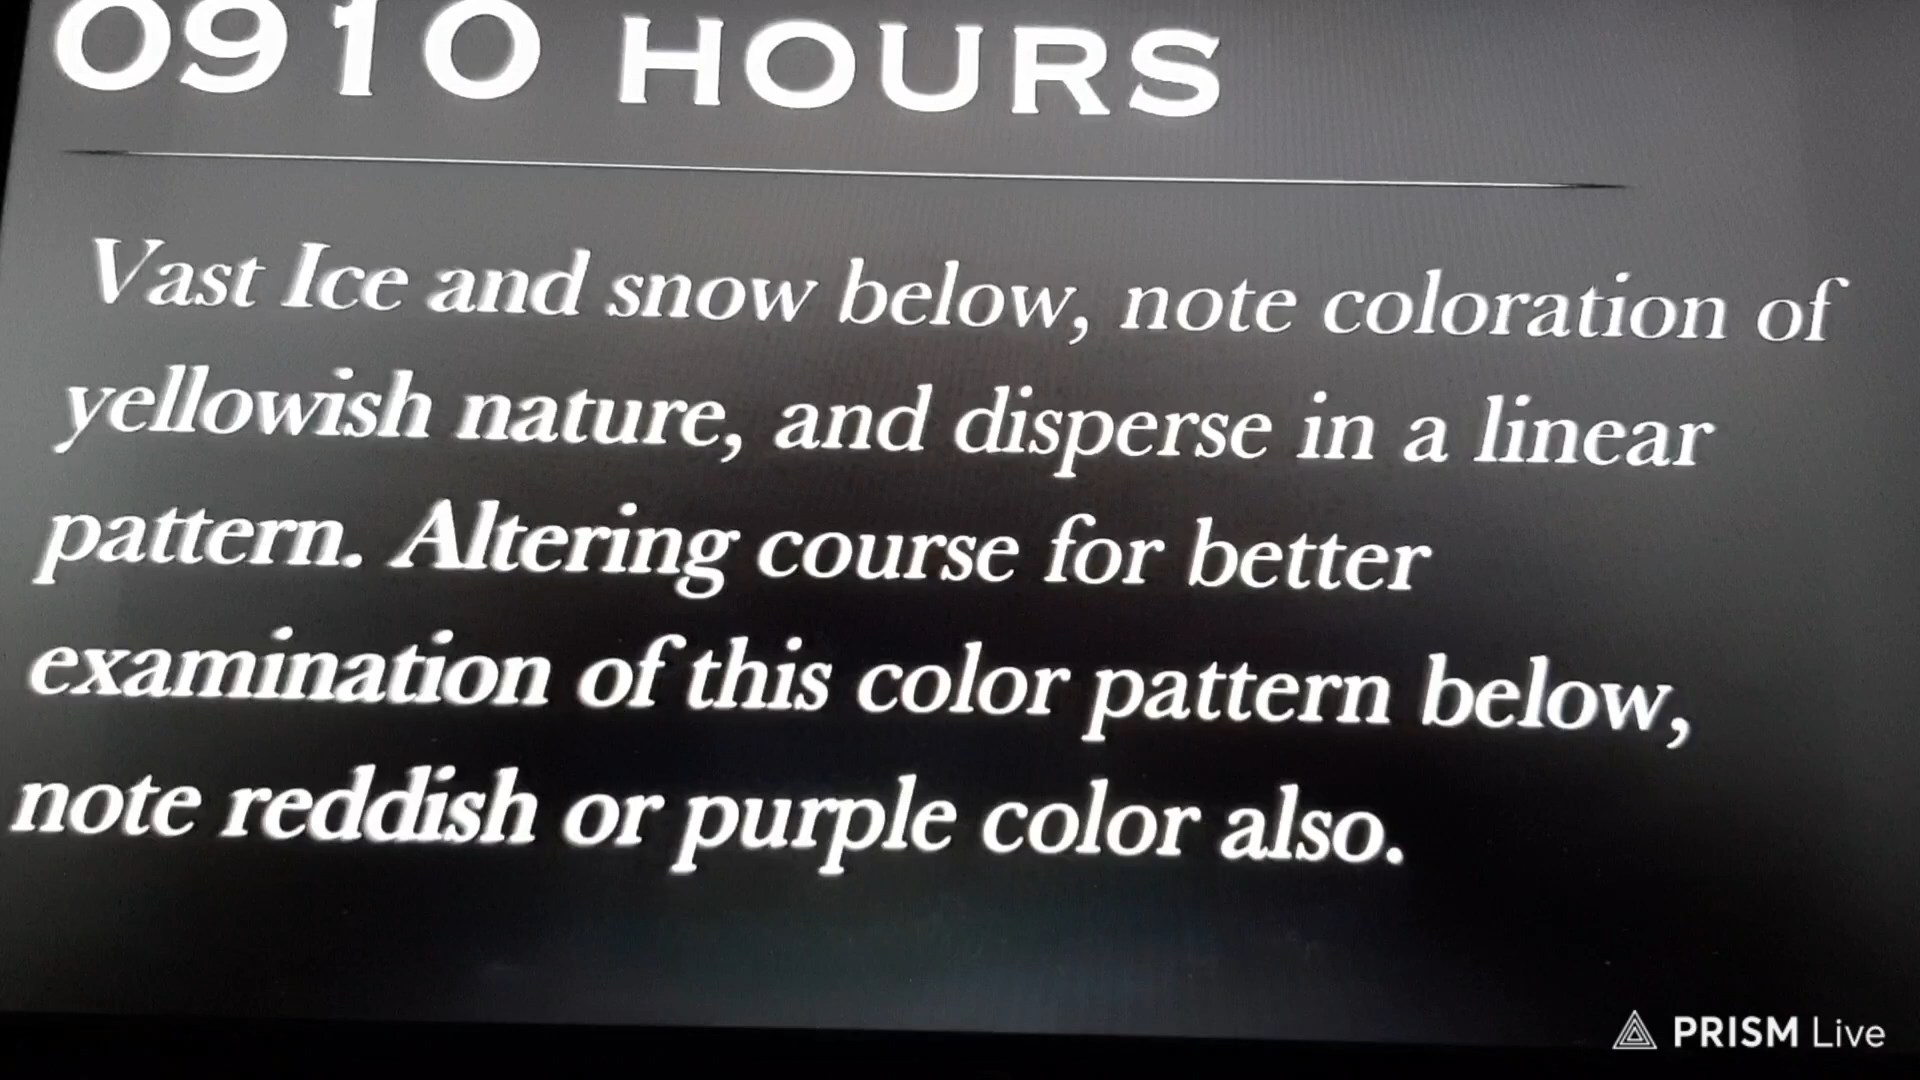 0910 HOURS
Vast Ice and snow below, note coloration of
yellowish nature, and disperse in a linear
pattern. Altering course for better
examination of this color pattern below,
note reddish or purple color also.
PRISM Live